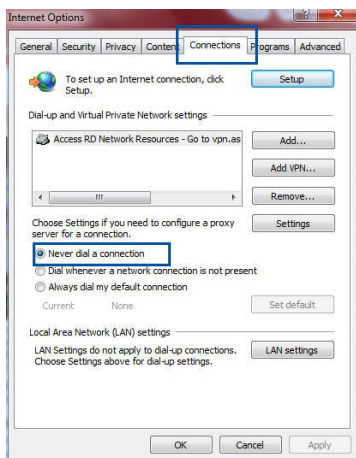 Internet Options
General Security Privacy Content Connections Programs Advanced
To set up an Internet connection, click
Setup.
Setup
Dial-up and Virtual Private Network settings
Access RD Network Resources - Go to vpn.as
Add...
Add VPN...
Remove...
Choose Settings if you need to configure a proxy
server for a connection.
Settings
Never dial a connection
Dial whenever a network connection is not present
Always dial my default connection
Current None
Set default
Local Area Network (LAN) settings
LAN Settings do not apply to dial-up connections.
Choose Settings above for dial-up settings.
LAN settings
OK Cancel Apply